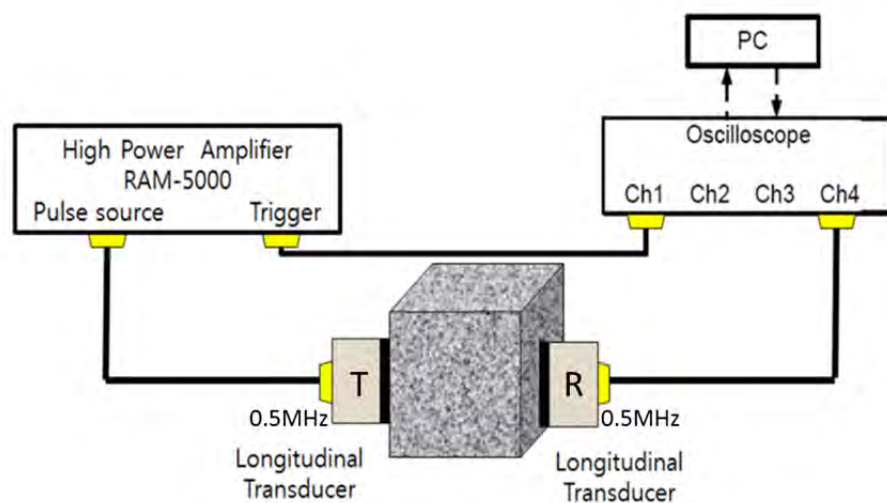 PC
High Power Amplifier
RAM-5000
Pulse source Trigger
Oscilloscope
Ch1 Ch2 Ch3 Ch4
T
R
0.5MHz
0.5MHz
Longitudinal
Transducer
Longitudinal
Transducer